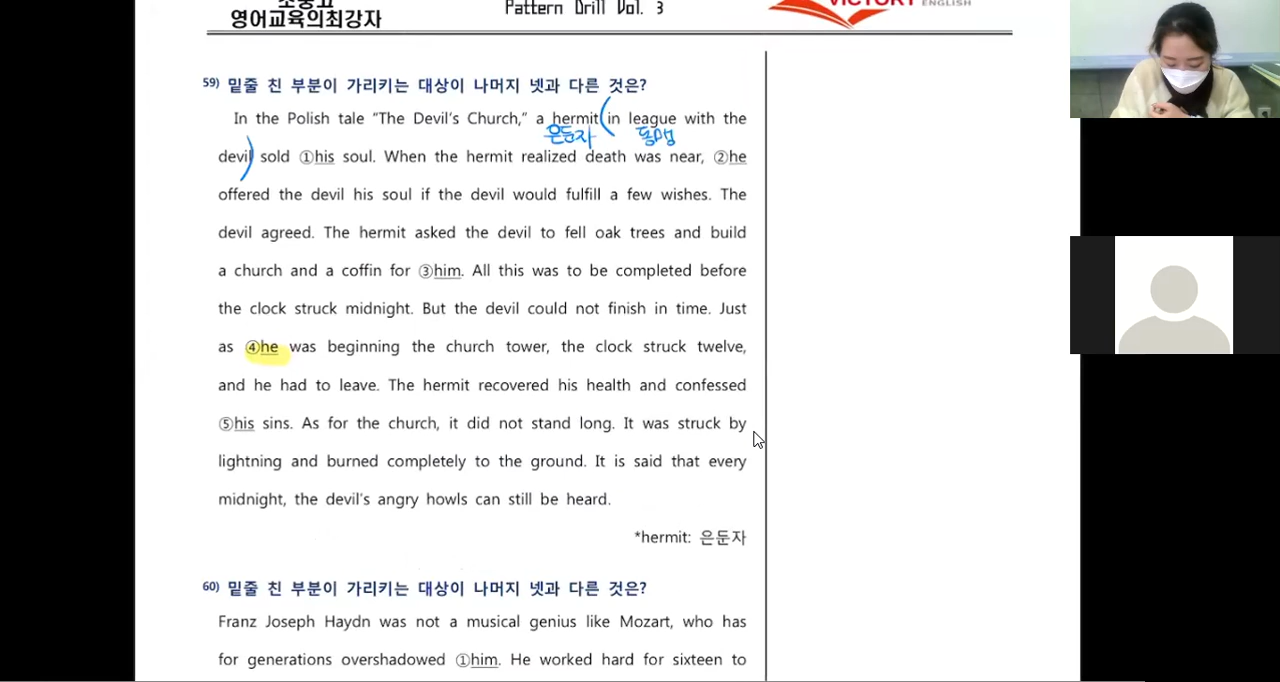 영어교육의최강자
Pattern Drill Vol. 3
VICTORY ENGLISH
59) 밑줄 친 부분이 가리키는 대상이 나머지 넷과 다른 것은?
In the Polish tale “The Devil's Church,” a hermit (in league with the
은둔자 동맹
devil) sold ①his soul. When the hermit realized death was near, ②he
offered the devil his soul if the devil would fulfill a few wishes. The
devil agreed. The hermit asked the devil to fell oak trees and build
a church and a coffin for ③him. All this was to be completed before
the clock struck midnight. But the devil could not finish in time. Just
as ④he was beginning the church tower, the clock struck twelve,
and he had to leave. The hermit recovered his health and confessed
⑤his sins. As for the church, it did not stand long. It was struck by
lightning and burned completely to the ground. It is said that every
midnight, the devil's angry howls can still be heard.
*hermit: 은둔자
60) 밑줄 친 부분이 가리키는 대상이 나머지 넷과 다른 것은?
Franz Joseph Haydn was not a musical genius like Mozart, who has
for generations overshadowed ①him. He worked hard for sixteen to